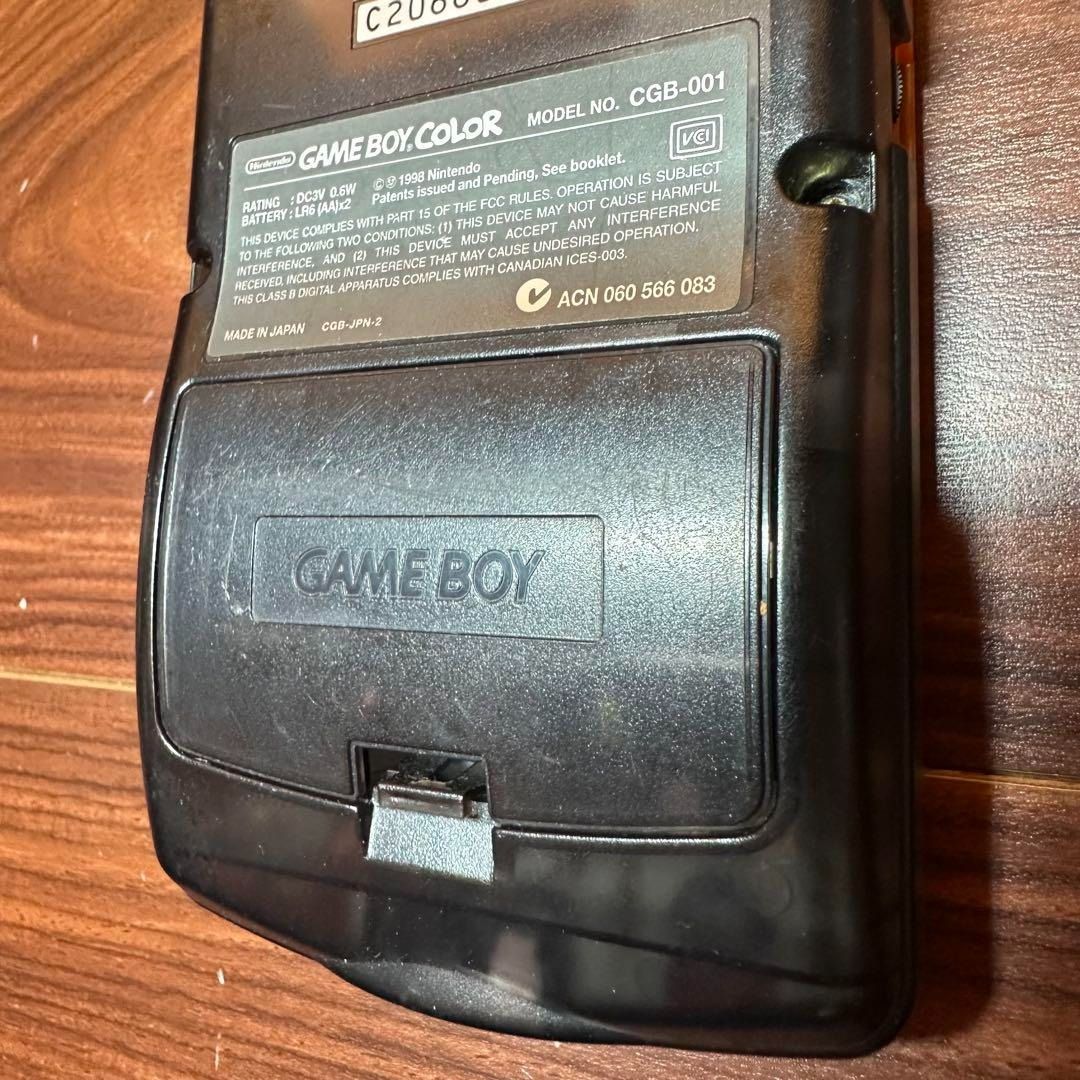 Nintendo GAME BOY COLOR MODEL NO. CGB-001
RATING : DC3V 0.6W © ℗ 1998 Nintendo VCI
BATTERY : LR6 (AA)x2 Patents issued and Pending, See booklet.
THIS DEVICE COMPLIES WITH PART 15 OF THE FCC RULES. OPERATION IS SUBJECT
TO THE FOLLOWING TWO CONDITIONS: (1) THIS DEVICE MAY NOT CAUSE HARMFUL
INTERFERENCE, AND (2) THIS DEVICE MUST ACCEPT ANY INTERFERENCE
RECEIVED, INCLUDING INTERFERENCE THAT MAY CAUSE UNDESIRED OPERATION.
THIS CLASS B DIGITAL APPARATUS COMPLIES WITH CANADIAN ICES-003.
ACN 060 566 083
MADE IN JAPAN CGB-JPN-2
GAME BOY